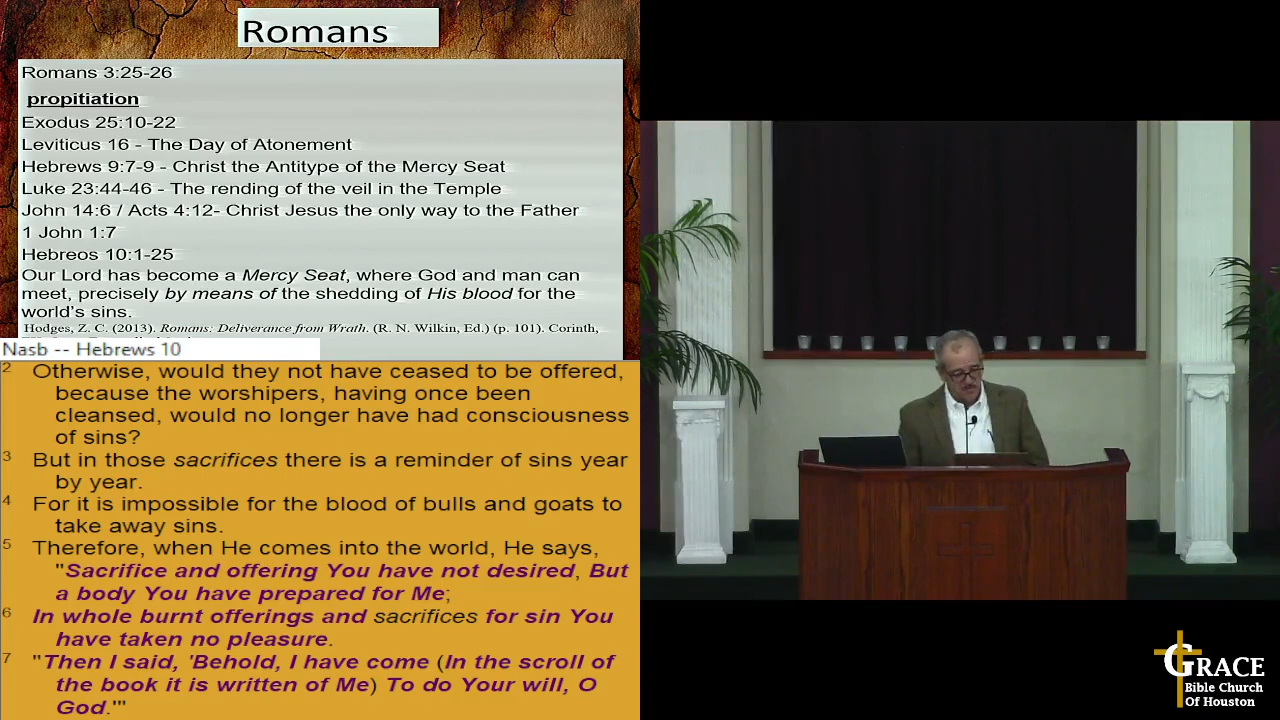 Romans
Romans 3:25-26
propitiation
Exodus 25:10-22
Leviticus 16 - The Day of Atonement
Hebrews 9:7-9 - Christ the Antitype of the Mercy Seat
Luke 23:44-46 - The rending of the veil in the Temple
John 14:6 / Acts 4:12- Christ Jesus the only way to the Father
1 John 1:7
Hebreos 10:1-25
Our Lord has become a Mercy Seat, where God and man can
meet, precisely by means of the shedding of His blood for the
world's sins.
Hodges, Z. C. (2013). Romans: Deliverance from Wrath. (R. N. Wilkin, Ed.) (p. 101). Corinth,
Nasb -- Hebrews 10
2 Otherwise, would they not have ceased to be offered,
because the worshipers, having once been
cleansed, would no longer have had consciousness
of sins?
3 But in those sacrifices there is a reminder of sins year
by year.
4 For it is impossible for the blood of bulls and goats to
take away sins.
5 Therefore, when He comes into the world, He says,
"Sacrifice and offering You have not desired, But
a body You have prepared for Me;
6 In whole burnt offerings and sacrifices for sin You
have taken no pleasure.
7 "Then I said, 'Behold, I have come (In the scroll of
the book it is written of Me) To do Your will, O
God.'"
GRACE
Bible Church
Of Houston